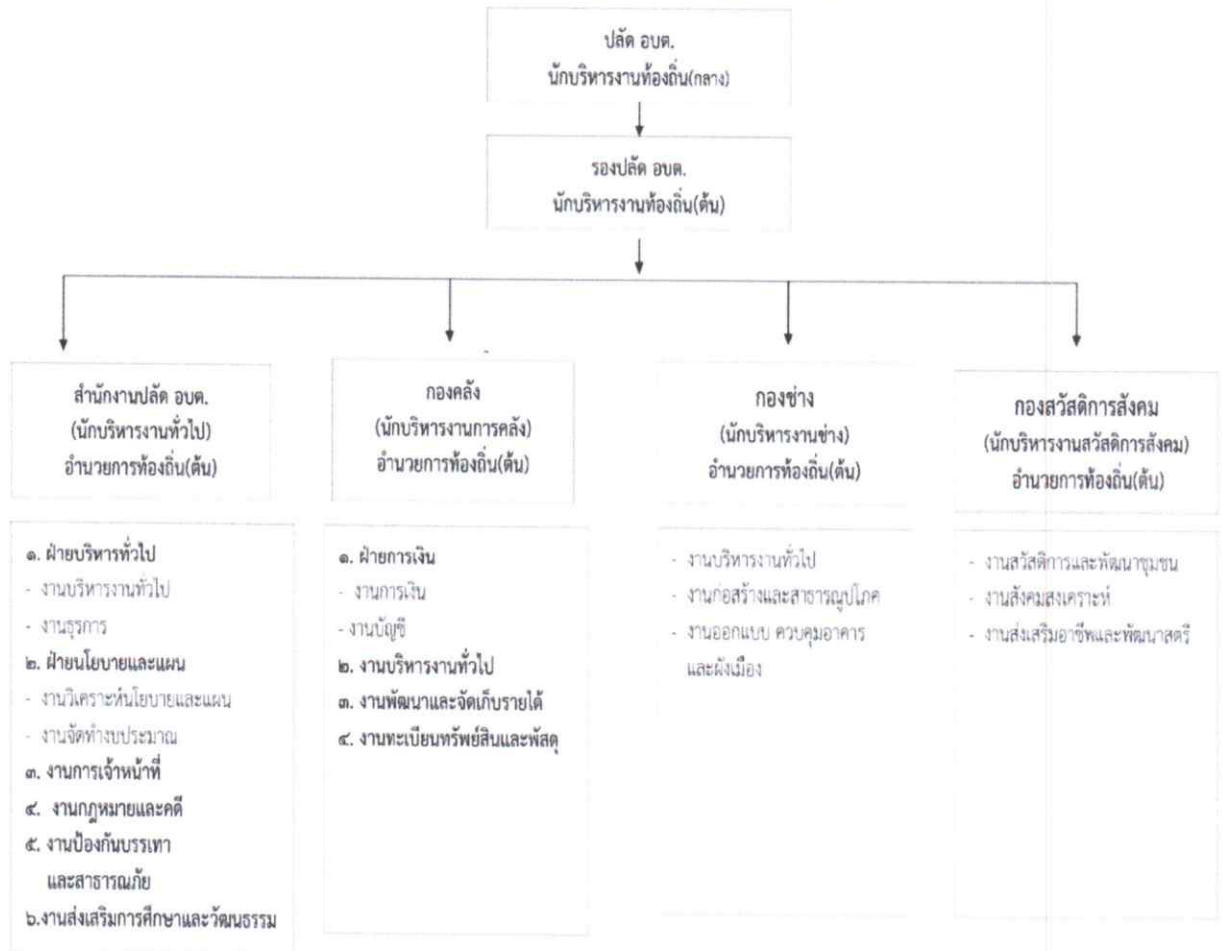 ปลัด อบต.
นักบริหารงานท้องถิ่น(กลาง)
รองปลัด อบต.
นักบริหารงานท้องถิ่น(ต้น)
สำนักงานปลัด อบต.
(นักบริหารงานทั่วไป)
อำนวยการท้องถิ่น(ต้น)
๑. ฝ่ายบริหารทั่วไป
- งานบริหารงานทั่วไป
- งานธุรการ
๒. ฝ่ายนโยบายและแผน
- งานวิเคราะห์นโยบายและแผน
- งานจัดทำงบประมาณ
๓. งานการเจ้าหน้าที่
๔. งานกฎหมายและคดี
๕. งานป้องกันบรรเทา
และสาธารณภัย
๖.งานส่งเสริมการศึกษาและวัฒนธรรม
กองคลัง
(นักบริหารงานการคลัง)
อำนวยการท้องถิ่น(ต้น)
๑. ฝ่ายการเงิน
- งานการเงิน
- งานบัญชี
๒. งานบริหารงานทั่วไป
๓. งานพัฒนาและจัดเก็บรายได้
๔. งานทะเบียนทรัพย์สินและพัสดุ
กองช่าง
(นักบริหารงานช่าง)
อำนวยการท้องถิ่น(ต้น)
- งานบริหารงานทั่วไป
- งานก่อสร้างและสาธารณูปโภค
- งานออกแบบ ควบคุมอาคาร
และผังเมือง
กองสวัสดิการสังคม
(นักบริหารงานสวัสดิการสังคม)
อำนวยการท้องถิ่น(ต้น)
- งานสวัสดิการและพัฒนาชุมชน
- งานสังคมสงเคราะห์
- งานส่งเสริมอาชีพและพัฒนาสตรี